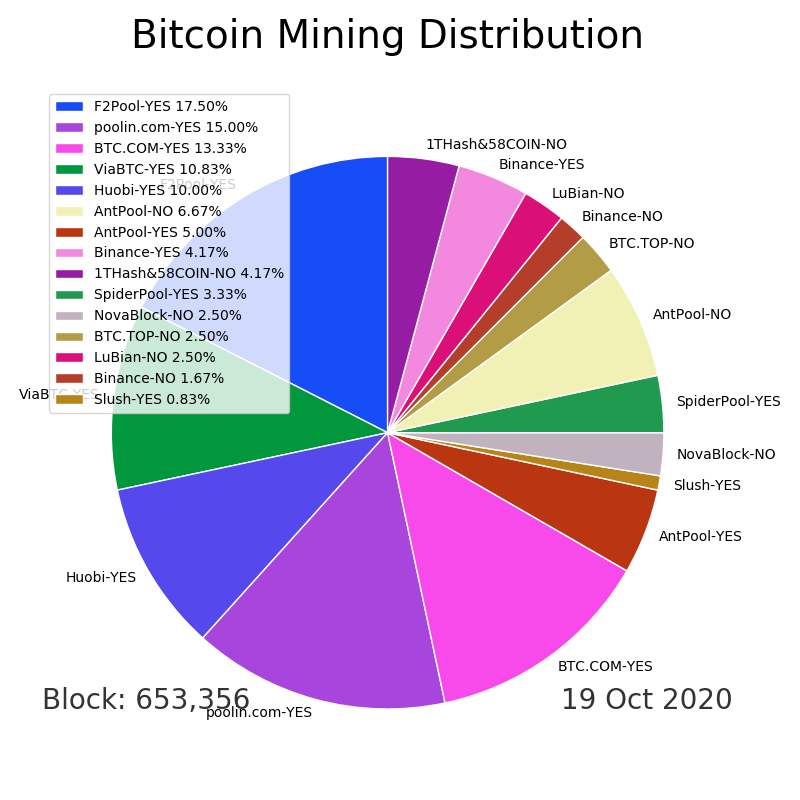 Bitcoin Mining Distribution
F2Pool-YES 17.50%
poolin.com-YES 15.00%
BTC.COM-YES 13.33%
ViaBTC-YES 10.83%
Huobi-YES 10.00%
AntPool-NO 6.67%
AntPool-YES 5.00%
Binance-YES 4.17%
1THash&58COIN-NO 4.17%
SpiderPool-YES 3.33%
NovaBlock-NO 2.50%
BTC.TOP-NO 2.50%
LuBian-NO 2.50%
Binance-NO 1.67%
Slush-YES 0.83%
1THash&58COIN-NO
Binance-YES
LuBian-NO
Binance-NO
BTC.TOP-NO
AntPool-NO
SpiderPool-YES
NovaBlock-NO
Slush-YES
AntPool-YES
BTC.COM-YES
poolin.com-YES
Huobi-YES
ViaBTC-YES
F2Pool-YES
Block: 653,356
19 Oct 2020